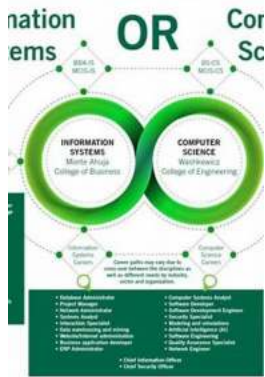 mation
stems
OR
Com
Sc
BBA-IS
MCIS-IS
BS-CS
MCIS-CS
INFORMATION
SYSTEMS
Monte Ahuja
College of Business
COMPUTER
SCIENCE
Washkewicz
College of Engineering
Information
Systems
Careers
Computer
Science
Careers
Career paths may vary due to
cross over between the disciplines as
well as different needs by industry,
sector and organization.
• Database Administrator
• Project Manager
• Network Administrator
• Systems Analyst
• Interaction Specialist
• Data warehousing and mining
• Website/Internet administration
• Business application developer
• ERP Administrator
• Computer Systems Analyst
• Software Developer
• Software Development Engineer
• Security Specialist
• Modeling and simulations
• Artificial Intelligence (AI)
• Software Engineering
• Quality Assurance Specialist
• Network Engineer
• Chief Information Officer
• Chief Security Officer